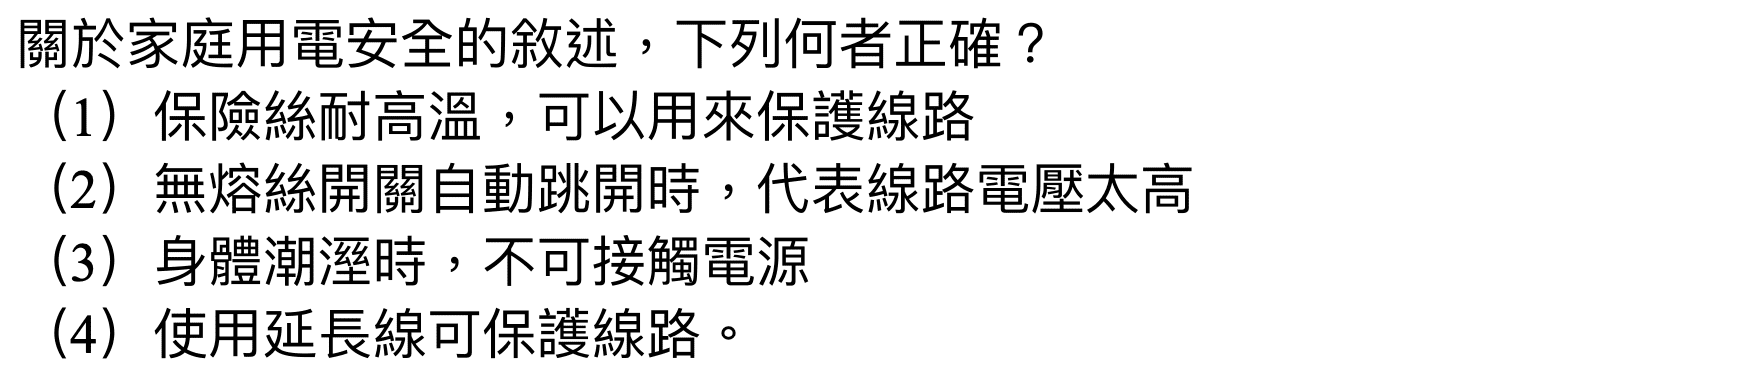 關於家庭用電安全的敘述，下列何者正確？
（1）保險絲耐高溫，可以用來保護線路
（2）無熔絲開關自動跳開時，代表線路電壓太高
（3）身體潮溼時，不可接觸電源
（4）使用延長線可保護線路。